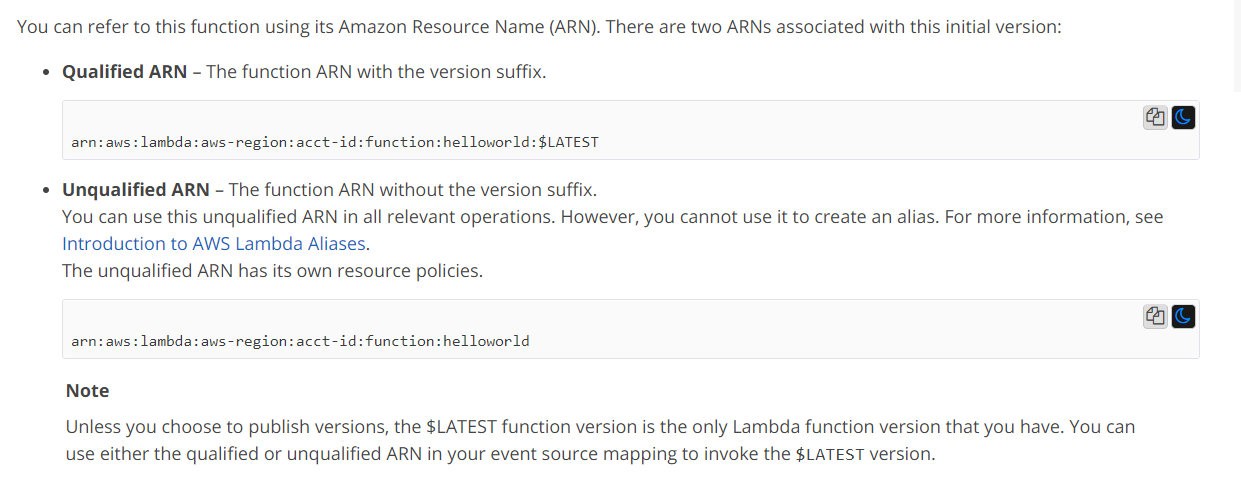 You can refer to this function using its Amazon Resource Name (ARN). There are two ARNs associated with this initial version:
• Qualified ARN – The function ARN with the version suffix.
arn:aws:lambda:aws-region:acct-id:function:helloworld:$LATEST
• Unqualified ARN – The function ARN without the version suffix.
You can use this unqualified ARN in all relevant operations. However, you cannot use it to create an alias. For more information, see
Introduction to AWS Lambda Aliases.
The unqualified ARN has its own resource policies.
arn:aws:lambda:aws-region:acct-id:function:helloworld
Note
Unless you choose to publish versions, the $LATEST function version is the only Lambda function version that you have. You can
use either the qualified or unqualified ARN in your event source mapping to invoke the $LATEST version.